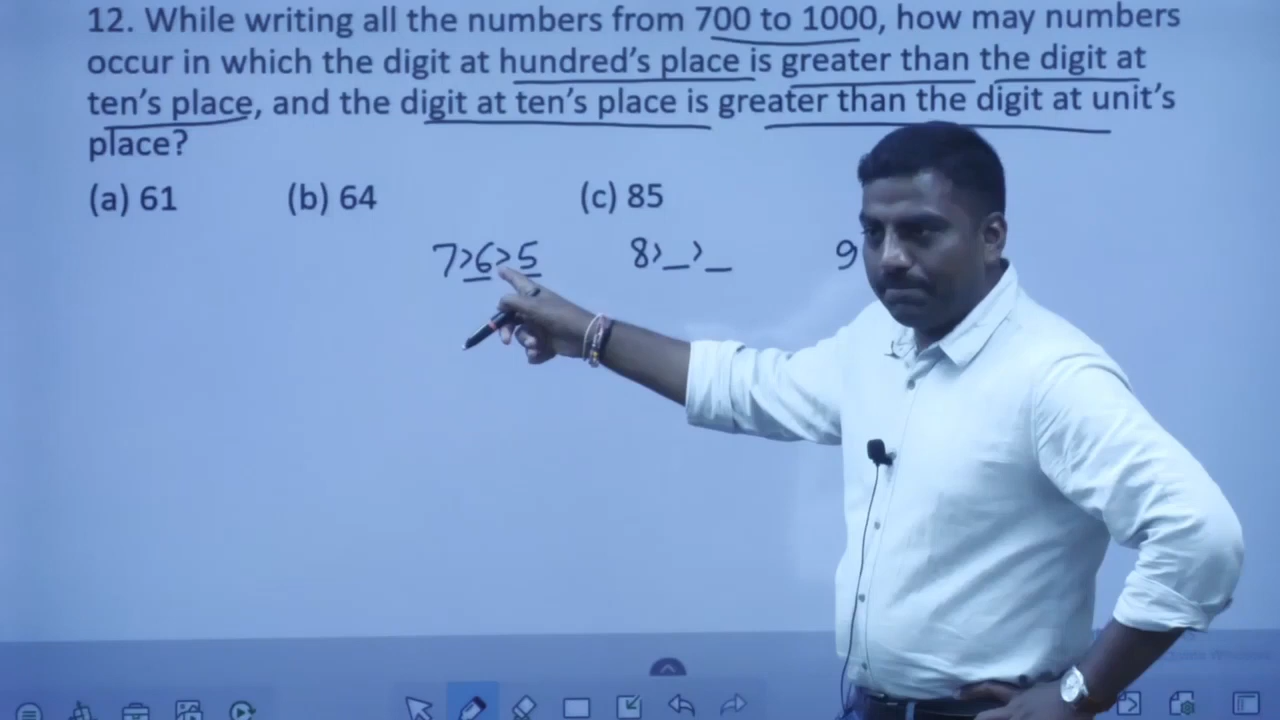 12. While writing all the numbers from 700 to 1000, how may numbers
occur in which the digit at hundred's place is greater than the digit at
ten's place, and the digit at ten's place is greater than the digit at unit's
place?
(a) 61 (b) 64 (c) 85
7>6>5 8>_>_ 9